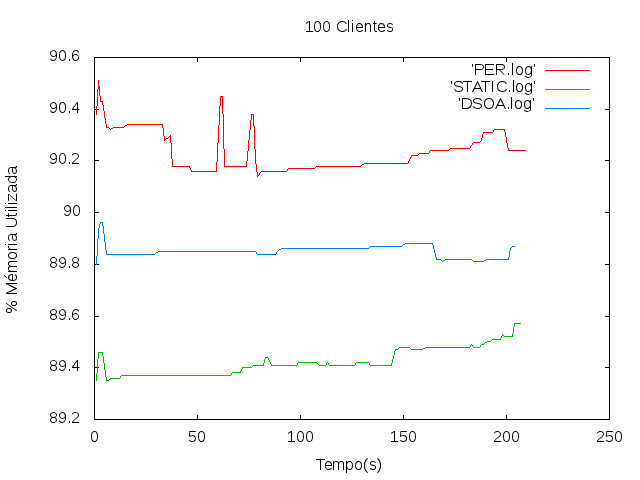 100 Clientes
90.6
90.4
90.2
90
89.8
89.6
89.4
89.2
% Mémoria Utilizada
'PER.log'
'STATIC.log'
'DSOA.log'
0 50 100 150 200 250
Tempo(s)